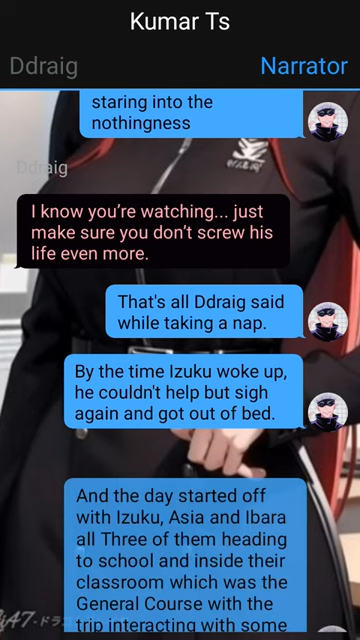 Kumar Ts
Ddraig
Narrator
staring into the
nothingness
Ddraig
I know you’re watching... just
make sure you don’t screw his
life even more.
That's all Ddraig said
while taking a nap.
By the time Izuku woke up,
he couldn't help but sigh
again and got out of bed.
And the day started off
with Izuku, Asia and Ibara
all Three of them heading
to school and inside their
classroom which was the
General Course with the
trip interacting with some